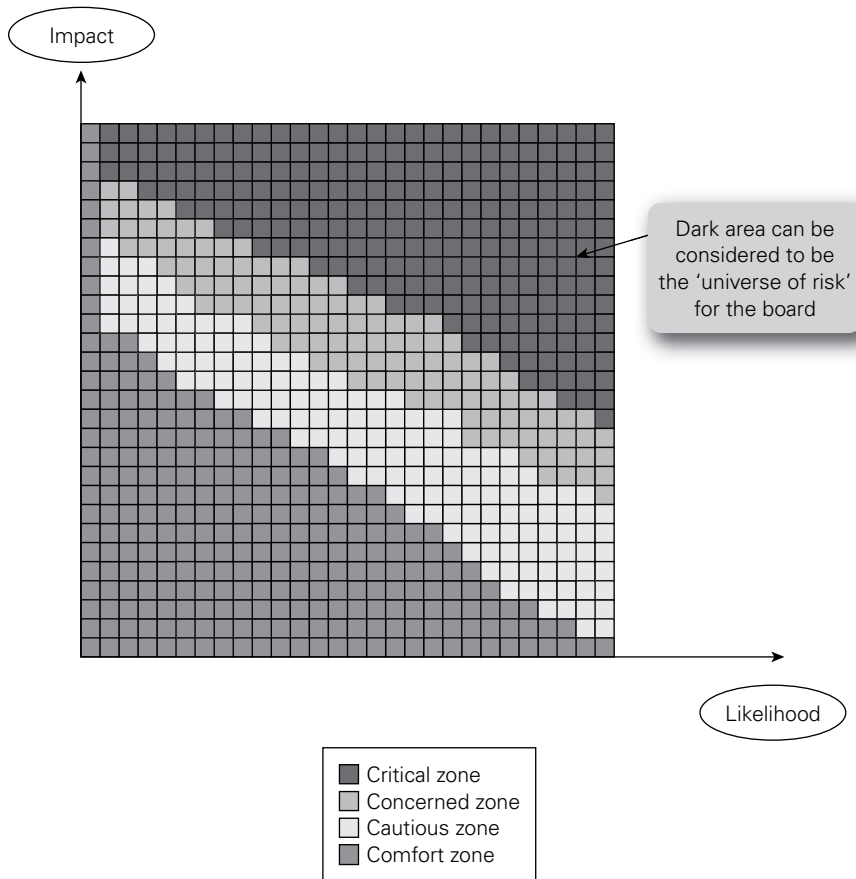 Impact
Dark area can be
considered to be
the ‘universe of risk’
for the board
Likelihood
Critical zone
Concerned zone
Cautious zone
Comfort zone